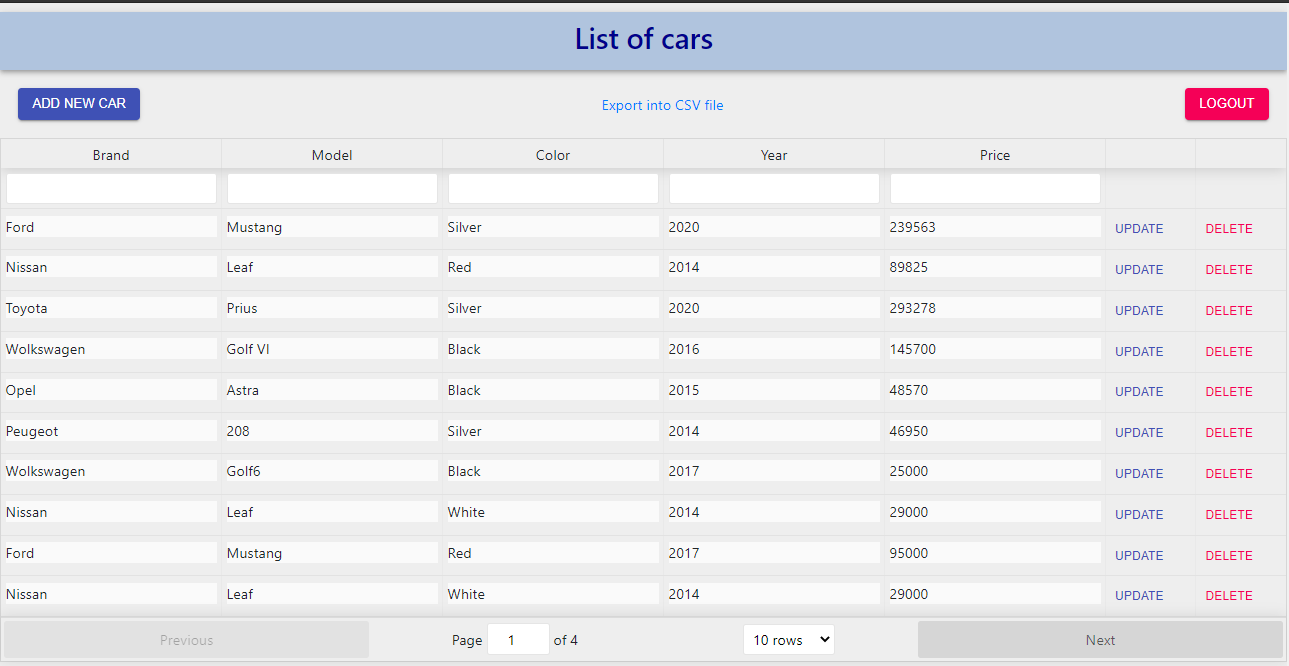 List of cars
ADD NEW CAR Export into CSV file LOGOUT
Brand Model Color Year Price
Ford Mustang Silver 2020 239563 UPDATE DELETE
Nissan Leaf Red 2014 89825 UPDATE DELETE
Toyota Prius Silver 2020 293278 UPDATE DELETE
Wolkswagen Golf VI Black 2016 145700 UPDATE DELETE
Opel Astra Black 2015 48570 UPDATE DELETE
Peugeot 208 Silver 2014 46950 UPDATE DELETE
Wolkswagen Golf6 Black 2017 25000 UPDATE DELETE
Nissan Leaf White 2014 29000 UPDATE DELETE
Ford Mustang Red 2017 95000 UPDATE DELETE
Nissan Leaf White 2014 29000 UPDATE DELETE
Previous Page 1 of 4 10 rows Next